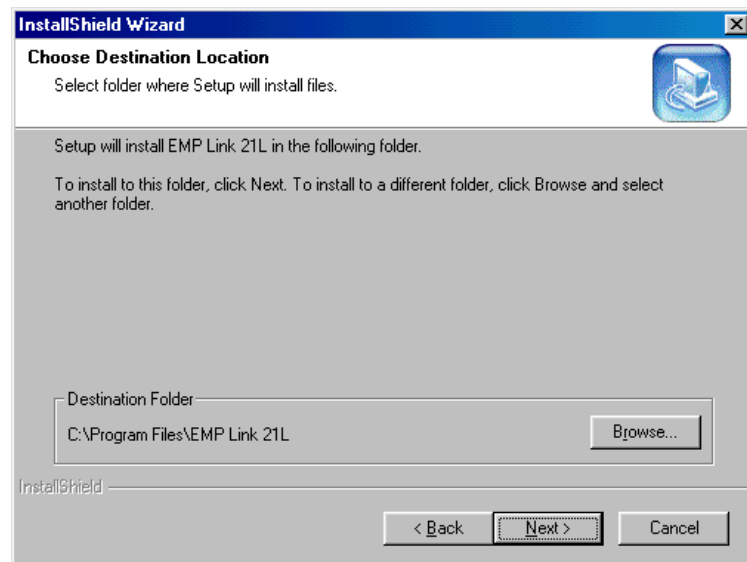 InstallShield Wizard
Choose Destination Location
Select folder where Setup will install files.
Setup will install EMP Link 21L in the following folder.
To install to this folder, click Next. To install to a different folder, click Browse and select
another folder.
Destination Folder
C:\Program Files\EMP Link 21L
Browse...
InstallShield
< Back
Next >
Cancel